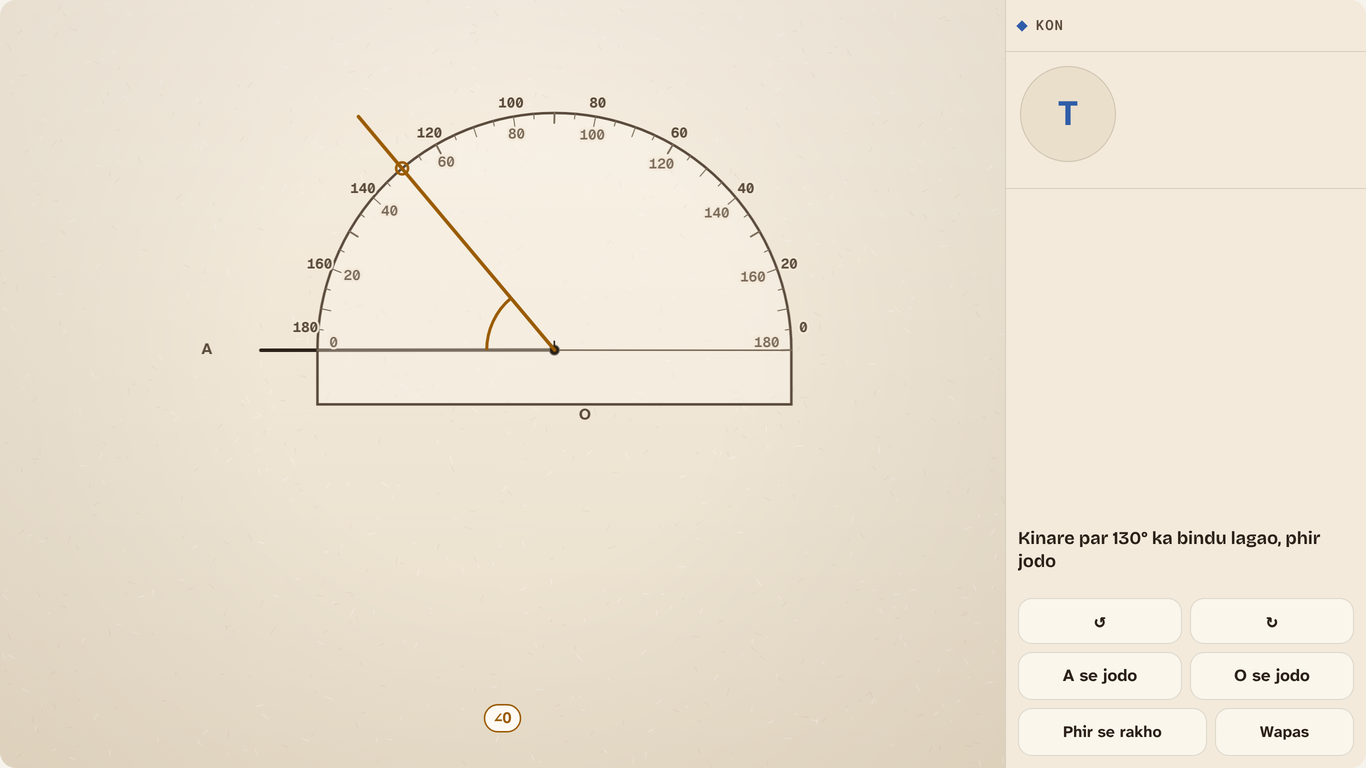 KON
T
100 80
120 80 100 60
60 120
140 40
40 140
160 20
20 160
180 0
0 180
A
O
Kinare par 130° ka bindu lagao, phir
jodo
↺ ↻
A se jodo O se jodo
Phir se rakho Wapas
∠0